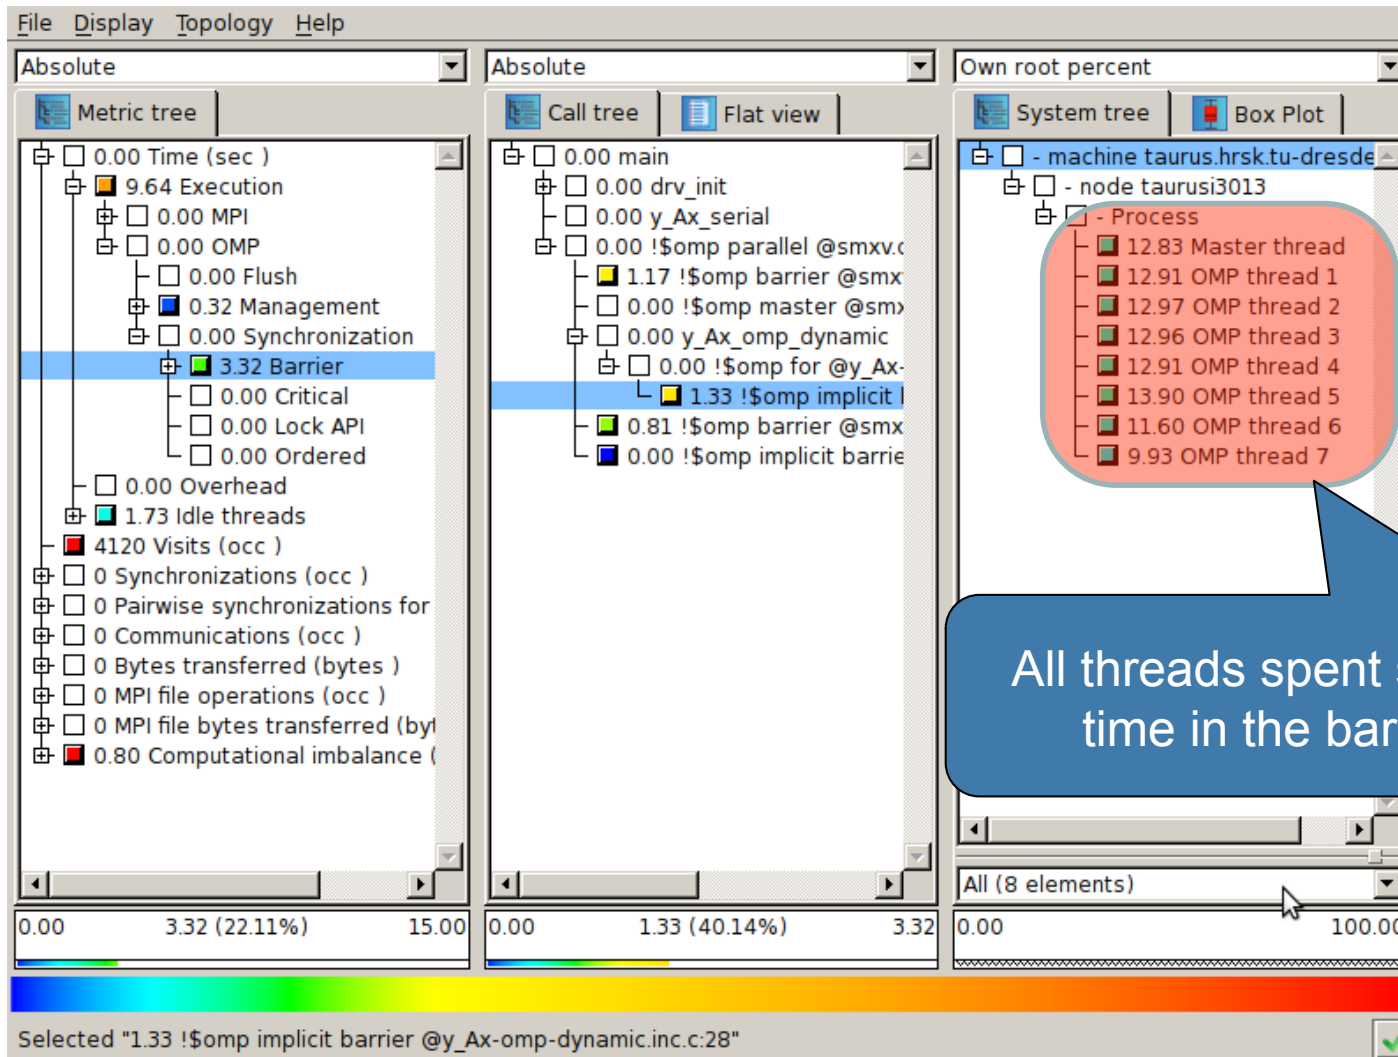 File Display Topology Help
Absolute
Metric tree
0.00 Time (sec )
9.64 Execution
0.00 MPI
0.00 OMP
0.00 Flush
0.32 Management
0.00 Synchronization
3.32 Barrier
0.00 Critical
0.00 Lock API
0.00 Ordered
0.00 Overhead
1.73 Idle threads
4120 Visits (occ )
0 Synchronizations (occ )
0 Pairwise synchronizations for
0 Communications (occ )
0 Bytes transferred (bytes )
0 MPI file operations (occ )
0 MPI file bytes transferred (byt
0.80 Computational imbalance (
0.00 3.32 (22.11%) 15.00
Absolute
Call tree Flat view
0.00 main
0.00 drv_init
0.00 y_Ax_serial
0.00 !$omp parallel @smxv.
1.17 !$omp barrier @smx
0.00 !$omp master @smx
0.00 y_Ax_omp_dynamic
0.00 !$omp for @y_Ax-
1.33 !$omp implicit
0.81 !$omp barrier @smx
0.00 !$omp implicit barrie
0.00 1.33 (40.14%) 3.32
Own root percent
System tree Box Plot
- machine taurus.hrsk.tu-dresde
- node taurusi3013
- Process
12.83 Master thread
12.91 OMP thread 1
12.97 OMP thread 2
12.96 OMP thread 3
12.91 OMP thread 4
13.90 OMP thread 5
11.60 OMP thread 6
9.93 OMP thread 7
All threads spent
time in the bar
All (8 elements)
0.00 100.00
Selected "1.33 !$omp implicit barrier @y_Ax-omp-dynamic.inc.c:28"